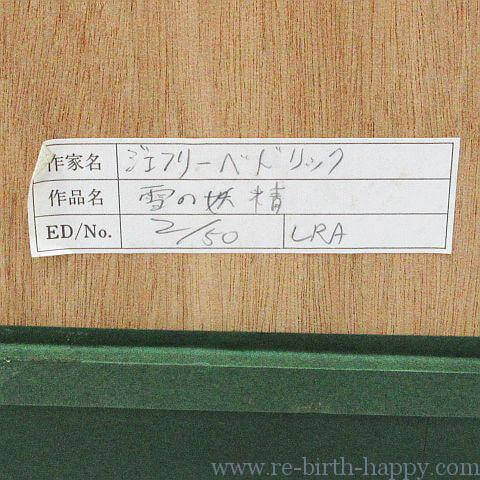 作家名 ジェフリーベドリック
作品名 雪の妖精
ED/No. 2/50 LRA
www.re-birth-happy.com